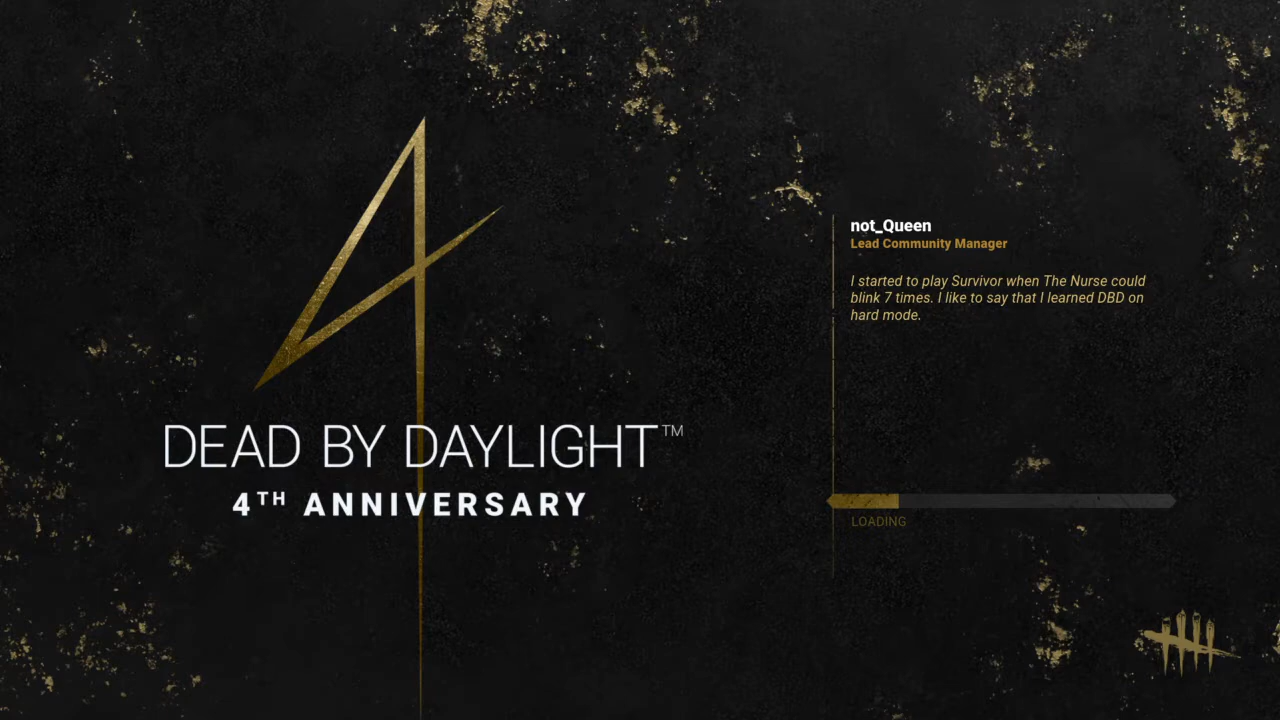 4
DEAD BY DAYLIGHT™
4TH ANNIVERSARY
not_Queen
Lead Community Manager
I started to play Survivor when The Nurse could
blink 7 times. I like to say that I learned DBD on
hard mode.
LOADING